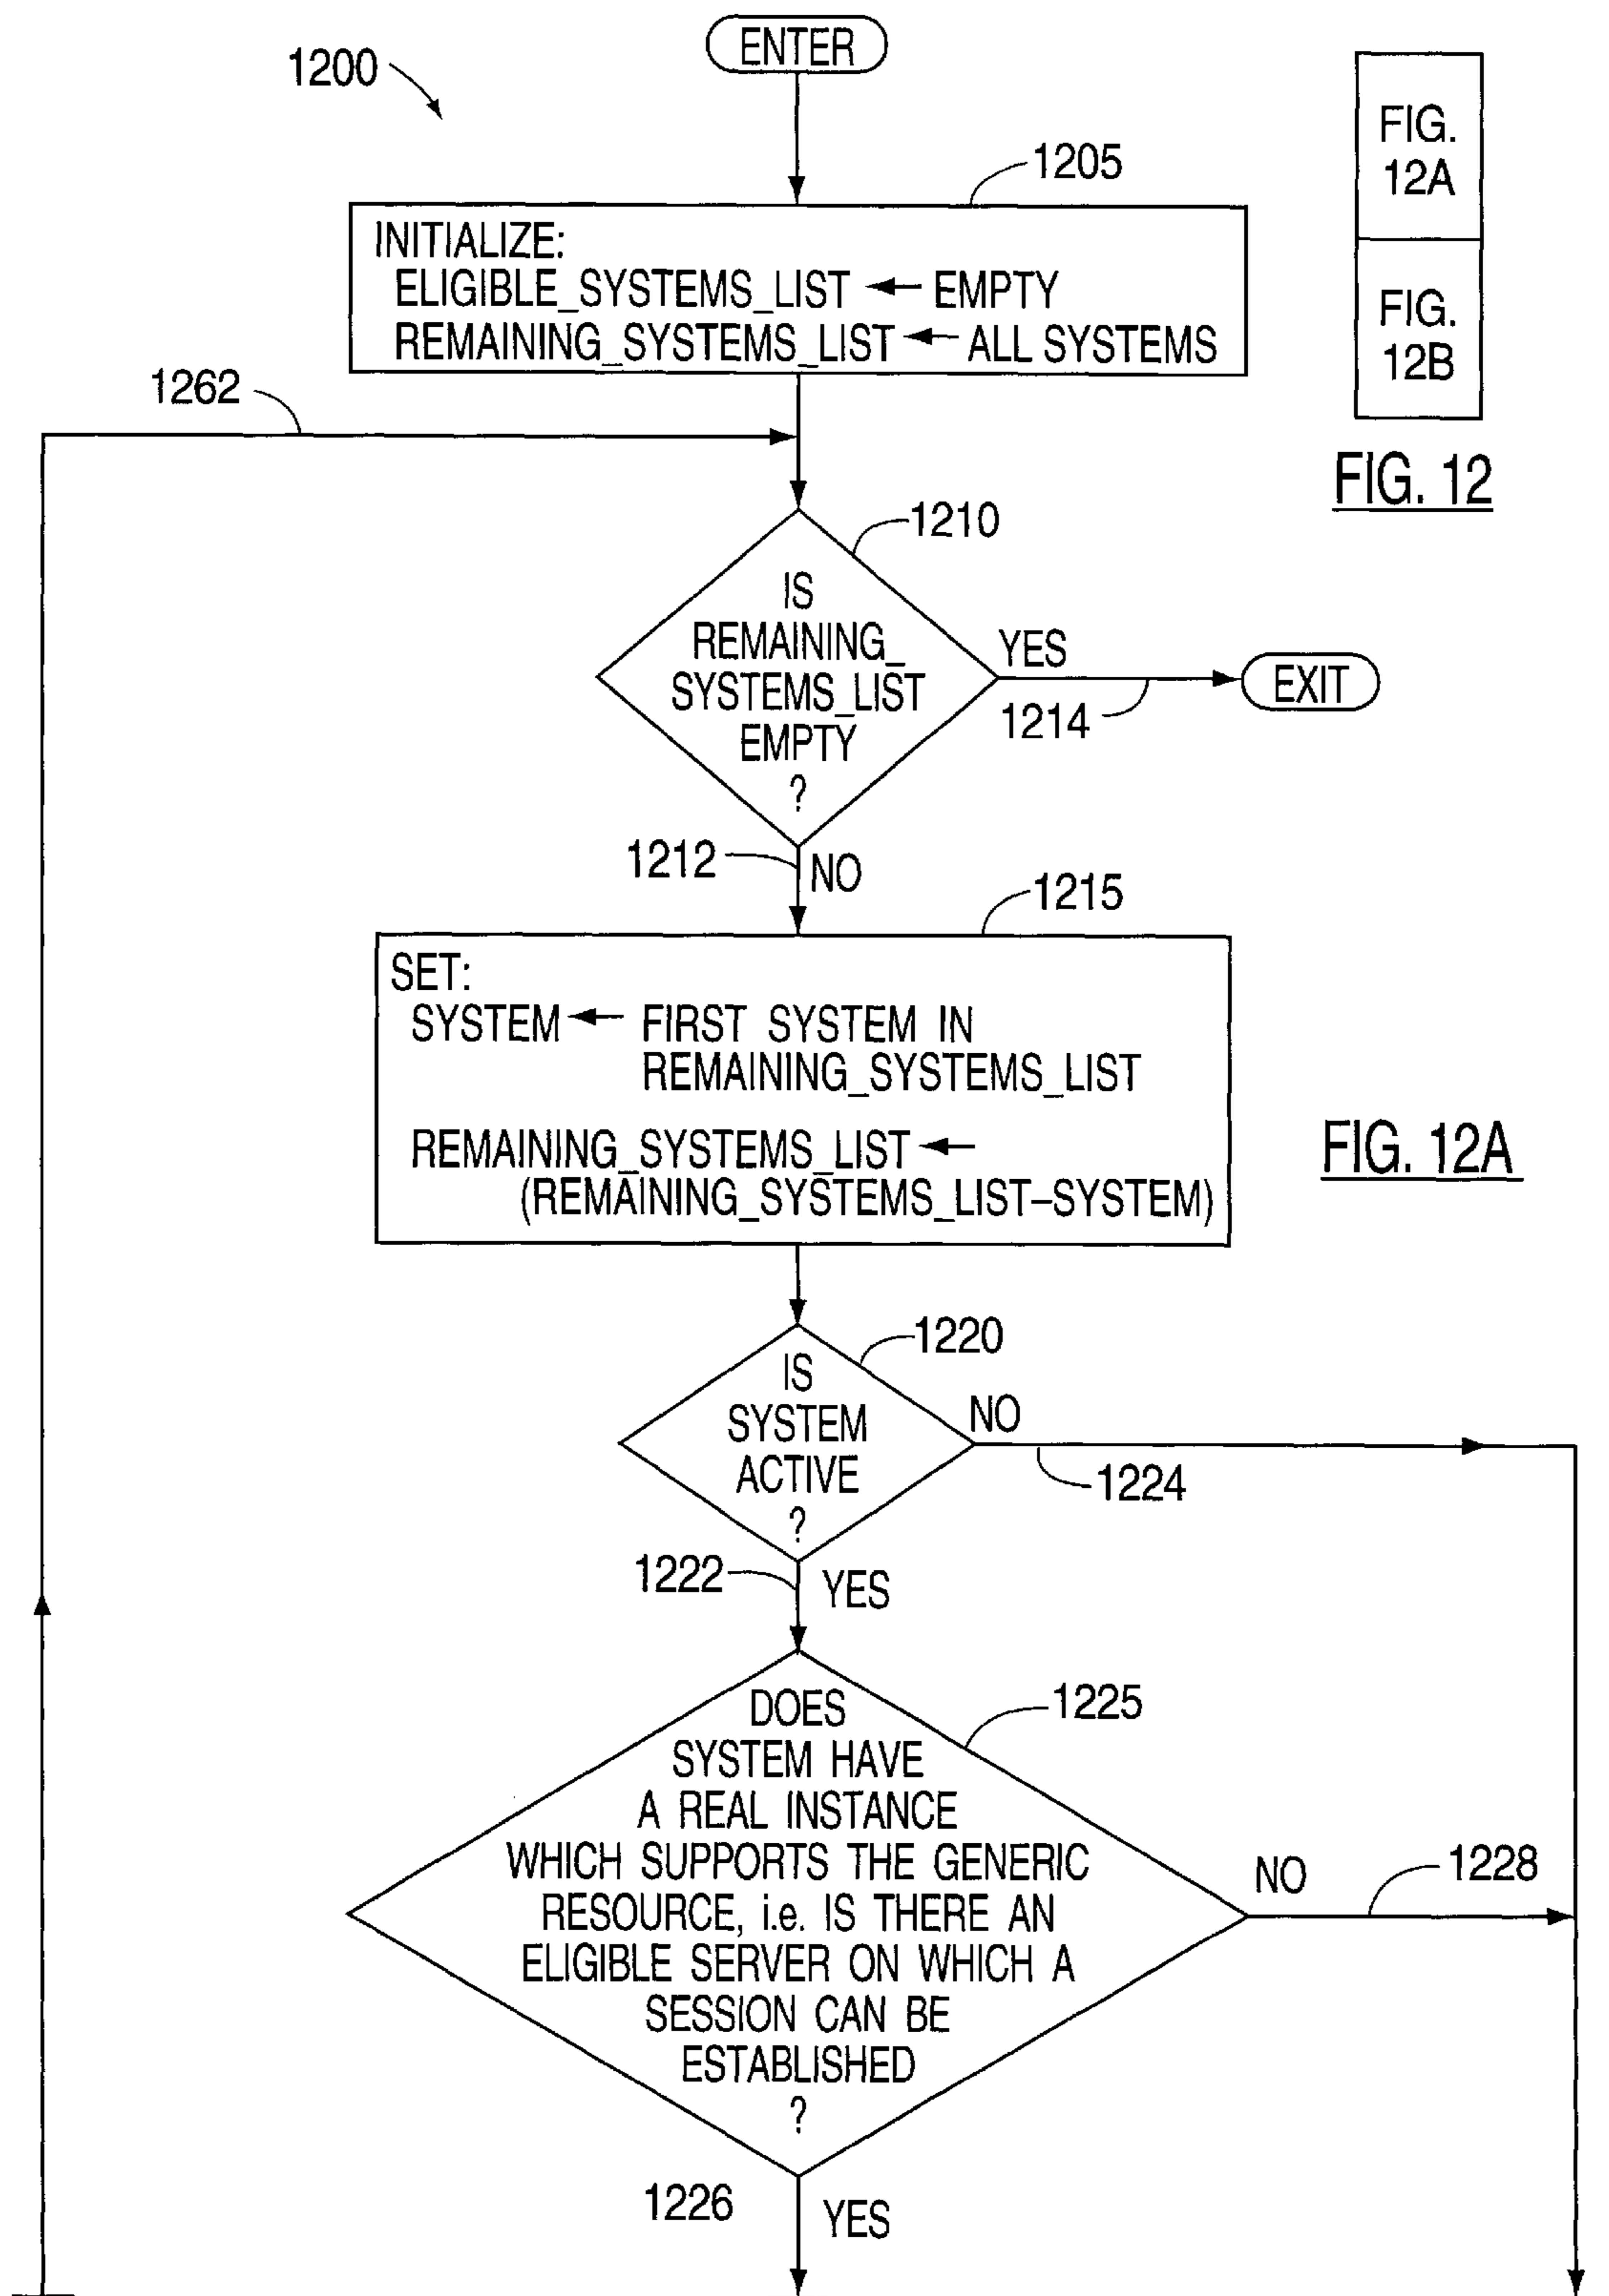 ENTER
1200
1205
FIG.
12A
FIG.
12B
FIG. 12
INITIALIZE:
ELIGIBLE_SYSTEMS_LIST ← EMPTY
REMAINING_SYSTEMS_LIST ← ALL SYSTEMS
1262
1210
IS
REMAINING_
SYSTEMS_LIST
EMPTY
?
YES
1214
EXIT
1212
NO
1215
SET:
SYSTEM ← FIRST SYSTEM IN
REMAINING_SYSTEMS_LIST
REMAINING_SYSTEMS_LIST ←
(REMAINING_SYSTEMS_LIST–SYSTEM)
FIG. 12A
1220
IS
SYSTEM
ACTIVE
?
NO
1224
1222
YES
1225
DOES
SYSTEM HAVE
A REAL INSTANCE
WHICH SUPPORTS THE GENERIC
RESOURCE, i.e. IS THERE AN
ELIGIBLE SERVER ON WHICH A
SESSION CAN BE
ESTABLISHED
?
NO
1228
1226
YES